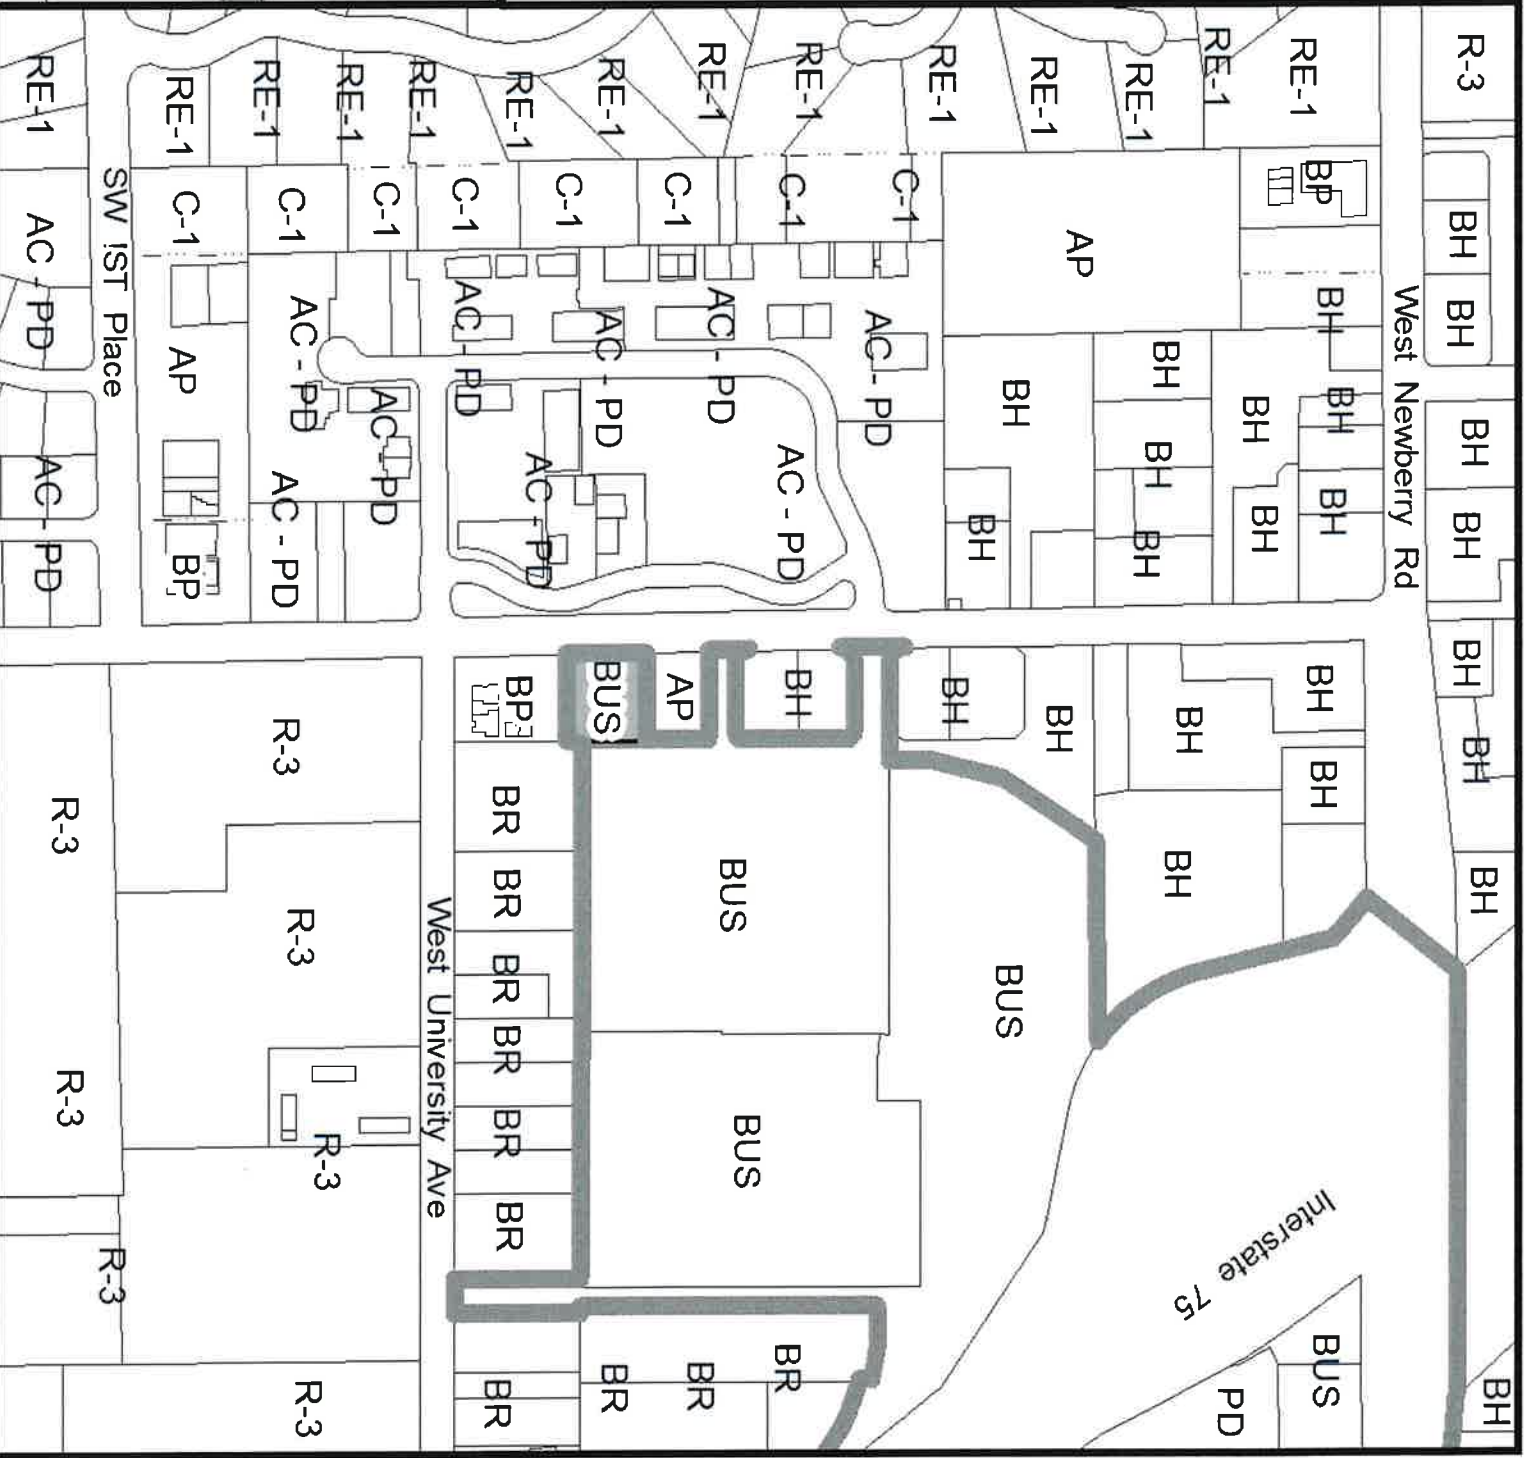 R-3
BH
BH
BH
BH
BH
BH
BH
BH
West Newberry Rd
RE-1
BP
BH
BH
BH
BH
BH
Interstate 75
BUS
RE-1
BH
BH
PD
RE-1
BH
BH
BH
BH
BH
RE-1
AP
BH
BH
BUS
RE-1
BH
BH
C-1
AC - PD
RE-1
C-1
AC - PD
BH
BR
RE-1
AC - PD
BUS
BUS
BR
C-1
AP
RE-1
AC - PD
BUS
BR
RE-1
C-1
AC - PD
BP
BR
BR
BR
BR
BR
BR
BR
C-1
AC - PD
West University Ave
RE-1
C-1
AC - PD
RE-1
R-3
RE-1
C-1
AC - PD
AC - PD
R-3
R-3
R-3
RE-1
C-1
AP
BP
SW IST Place
R-3
RE-1
AC - PD
AC - PD
R-3
R-3